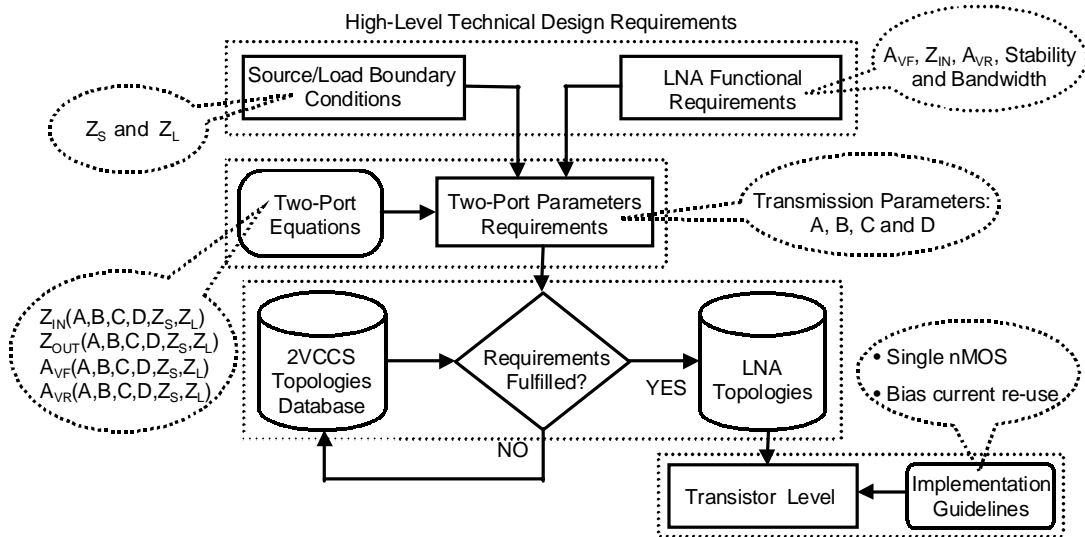 High-Level Technical Design Requirements
Source/Load Boundary
Conditions
LNA Functional
Requirements
A_VF, Z_IN, A_VR, Stability
and Bandwidth
Z_S and Z_L
Two-Port
Equations
Two-Port Parameters
Requirements
Transmission Parameters:
A, B, C and D
Z_IN(A,B,C,D,Z_S,Z_L)
Z_OUT(A,B,C,D,Z_S,Z_L)
A_VF(A,B,C,D,Z_S,Z_L)
A_VR(A,B,C,D,Z_S,Z_L)
2VCCS
Topologies
Database
Requirements
Fulfilled?
YES
NO
LNA
Topologies
• Single nMOS
• Bias current re-use
Transistor Level
Implementation
Guidelines